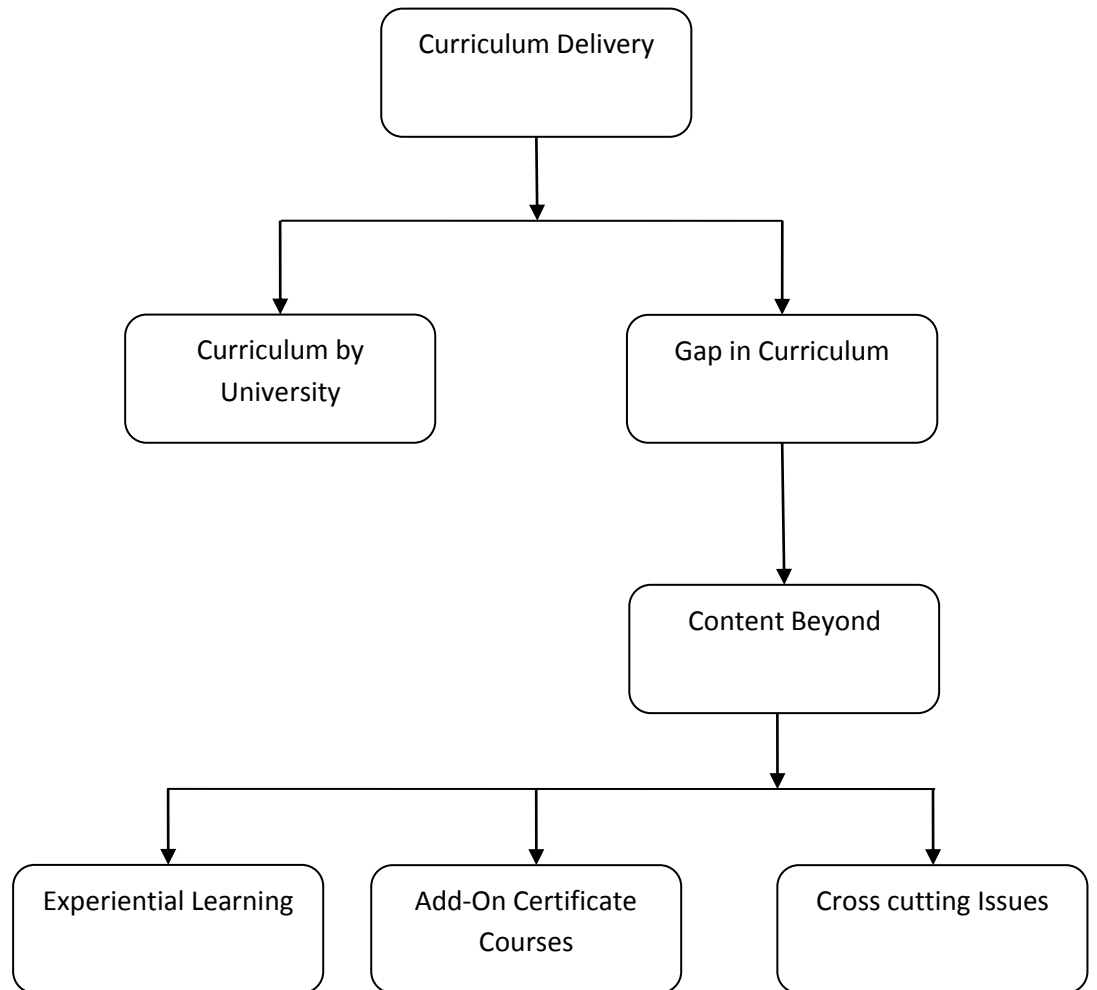 Curriculum Delivery
Curriculum by
University
Gap in Curriculum
Content Beyond
Experiential Learning
Add-On Certificate
Courses
Cross cutting Issues